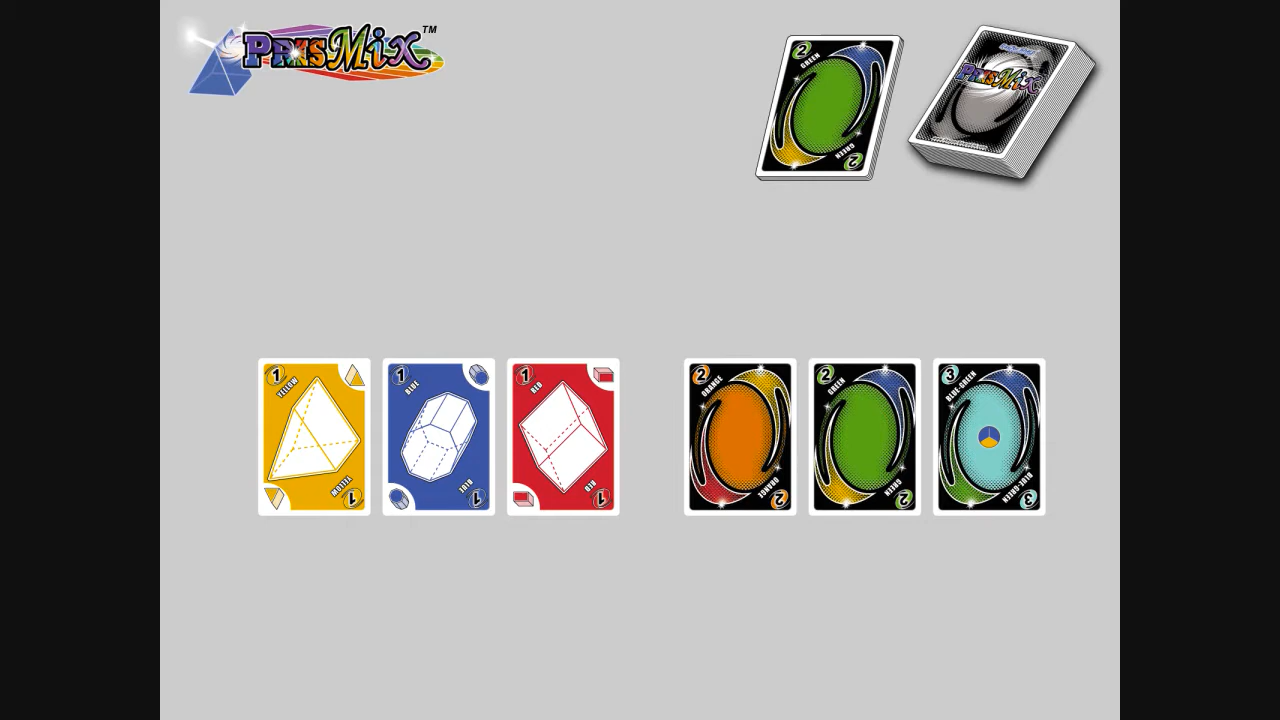 PRISMIX™
2
GREEN
GREEN
2
PRISMIX
1
YELLOW
YELLOW
1
1
BLUE
BLUE
1
1
RED
RED
1
2
ORANGE
ORANGE
2
2
GREEN
GREEN
2
3
BLUE-GREEN
BLUE-GREEN
3